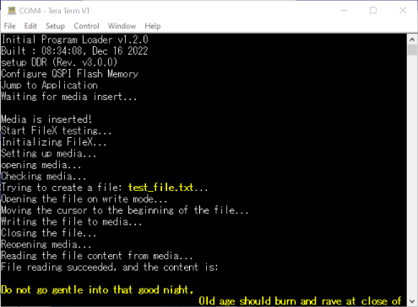 COM4 - Tera Term VT
File Edit Setup Control Window Help
Initial Program Loader v1.2.0
Built : 08:34:08, Dec 16 2022
setup DDR (Rev. v3.0.0)
Configure QSPI Flash Memory
Jump to Application
Waiting for media insert...
Media is inserted!
Start FileX testing...
Initializing FileX...
Setting up media...
opening media...
Checking media...
Trying to create a file: test_file.txt...
Opening the file on write mode...
Moving the cursor to the beginning of the file...
Writing the file to media...
Closing the file...
Reopening media...
Reading the file content from media...
File reading succeeded, and the content is:
Do not go gentle into that good night,
Old age should burn and rave at close of